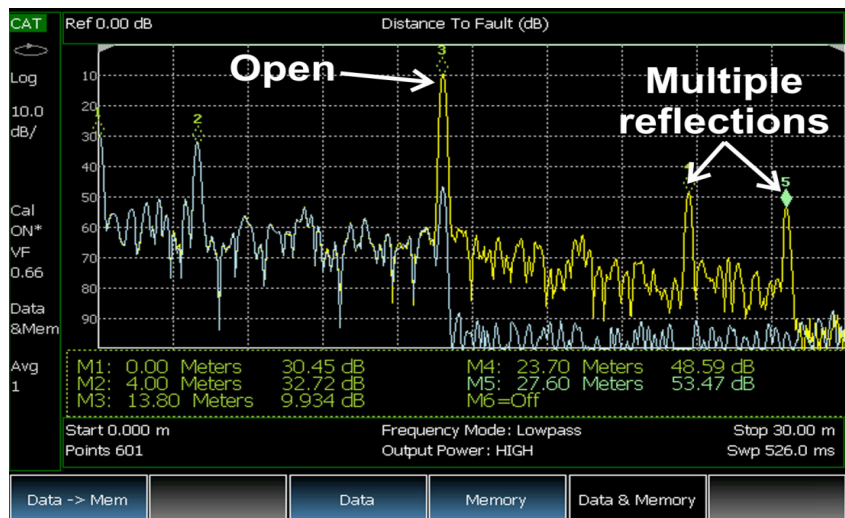 CAT
Ref 0.00 dB
Distance To Fault (dB)
Log
10.0
dB/
Cal
ON*
VF
0.66
Data
&Mem
Avg
1
Open
Multiple
reflections
10
20
30
40
50
60
70
80
90
1
2
3
4
5
M1: 0.00 Meters 30.45 dB
M2: 4.00 Meters 32.72 dB
M3: 13.80 Meters 9.934 dB
M4: 23.70 Meters 48.59 dB
M5: 27.60 Meters 53.47 dB
M6=Off
Start 0.000 m
Frequency Mode: Lowpass
Stop 30.00 m
Points 601
Output Power: HIGH
Swp 526.0 ms
Data -> Mem
Data
Memory
Data & Memory